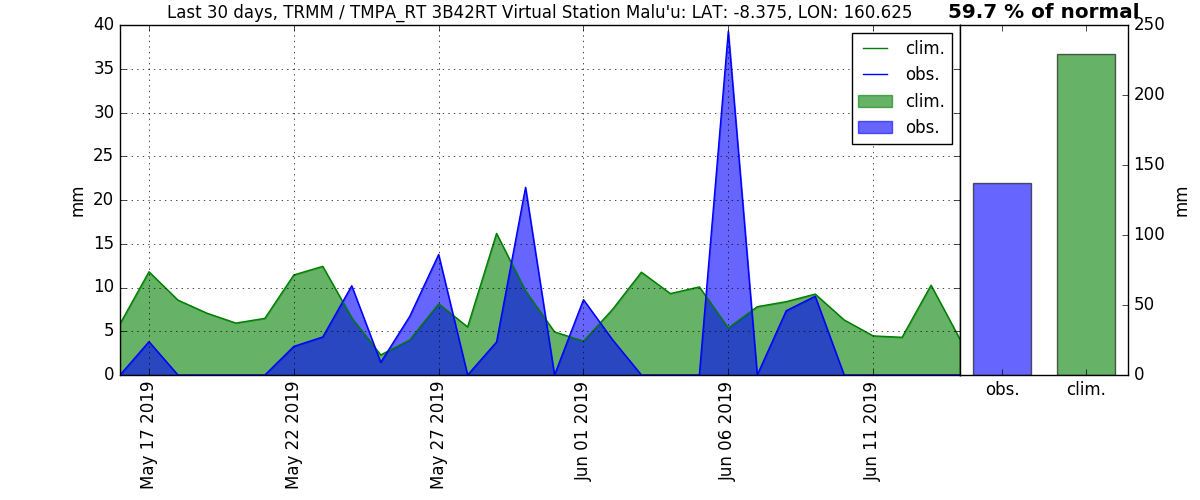 Last 30 days, TRMM / TMPA_RT 3B42RT Virtual Station Malu'u: LAT: -8.375, LON: 160.625
59.7 % of normal
40
35
30
25
20
15
10
5
0
mm
clim.
obs.
clim.
obs.
May 17 2019
May 22 2019
May 27 2019
Jun 01 2019
Jun 06 2019
Jun 11 2019
250
200
150
100
50
0
mm
obs.
clim.